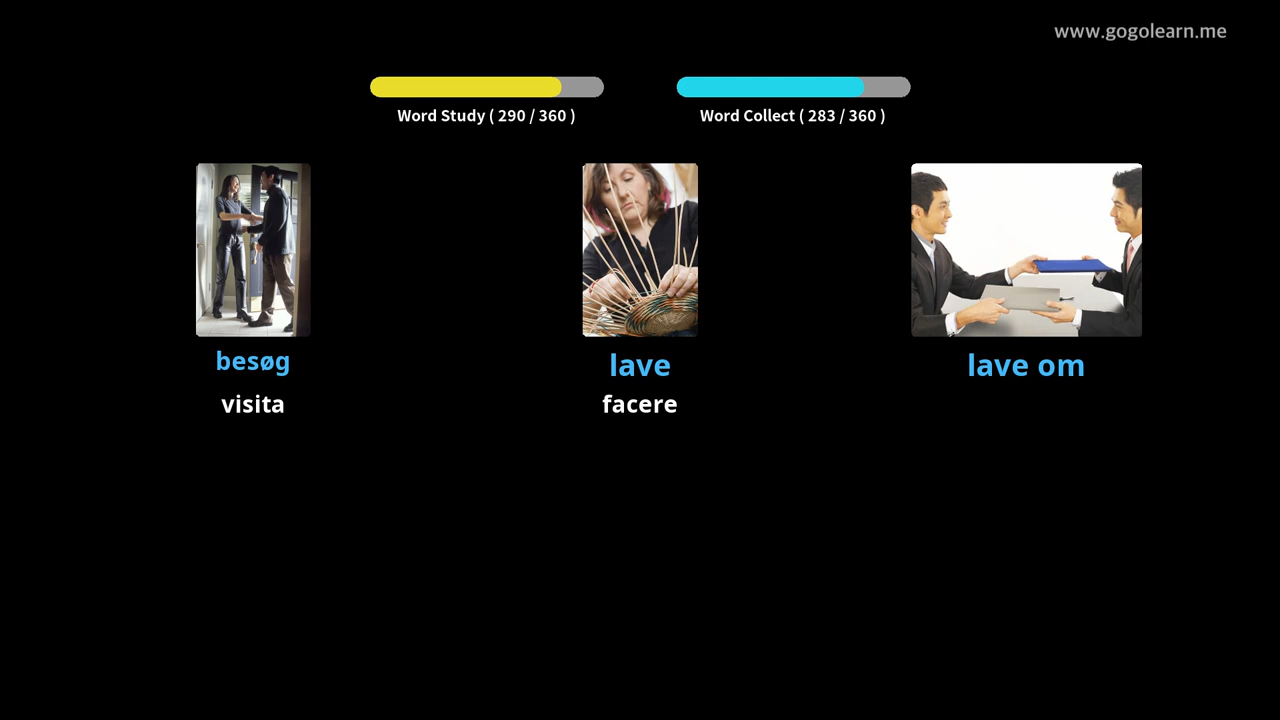 www.gogolearn.me
Word Study ( 290 / 360 )
Word Collect ( 283 / 360 )
besøg
lave
lave om
visita
facere